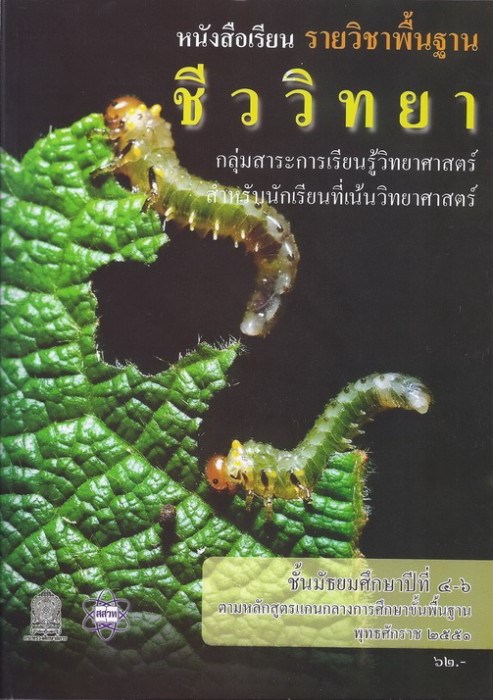 หนังสือเรียน รายวิชาพื้นฐาน
ชีววิทยา
กลุ่มสาระการเรียนรู้วิทยาศาสตร์
สำหรับนักเรียนที่เน้นวิทยาศาสตร์
ชั้นมัธยมศึกษาปีที่ ๔-๖
ตามหลักสูตรแกนกลางการศึกษาขั้นพื้นฐาน
พุทธศักราช ๒๕๕๑
สสวท
๖๒.-